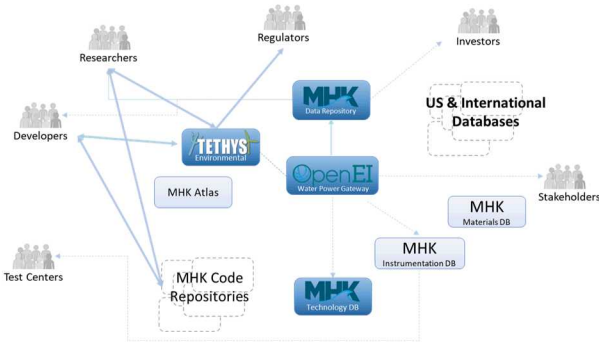 Regulators
Investors
Researchers
MHK
Data Repository
US & International
Databases
Developers
TETHYS
Environmental
OpenEI
Water Power Gateway
MHK Atlas
Stakeholders
MHK
Materials DB
MHK
Instrumentation DB
Test Centers
MHK Code
Repositories
MHK
Technology DB